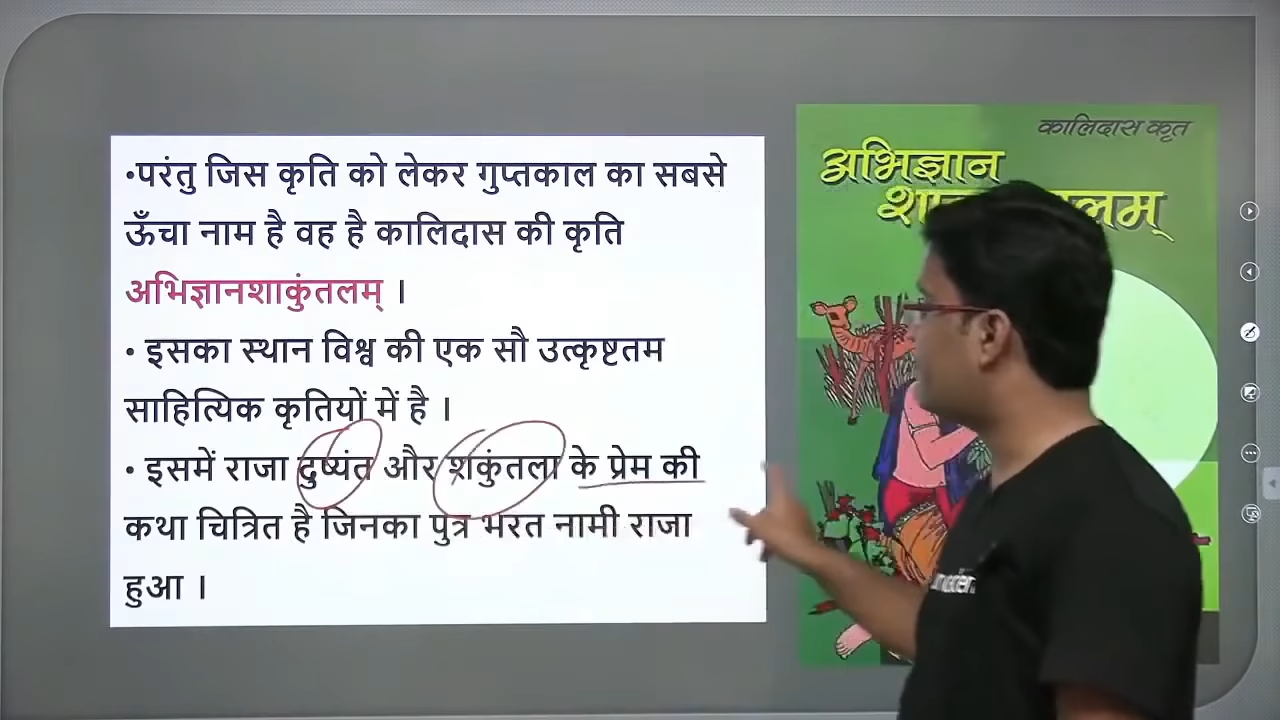 •परंतु जिस कृति को लेकर गुप्तकाल का सबसे
ऊँचा नाम है वह है कालिदास की कृति
अभिज्ञानशाकुंतलम् ।
• इसका स्थान विश्व की एक सौ उत्कृष्टतम
साहित्यिक कृतियों में है ।
• इसमें राजा दुष्यंत और शकुंतला के प्रेम की
कथा चित्रित है जिनका पुत्र भरत नामी राजा
हुआ ।
कालिदास कृत
अभिज्ञान